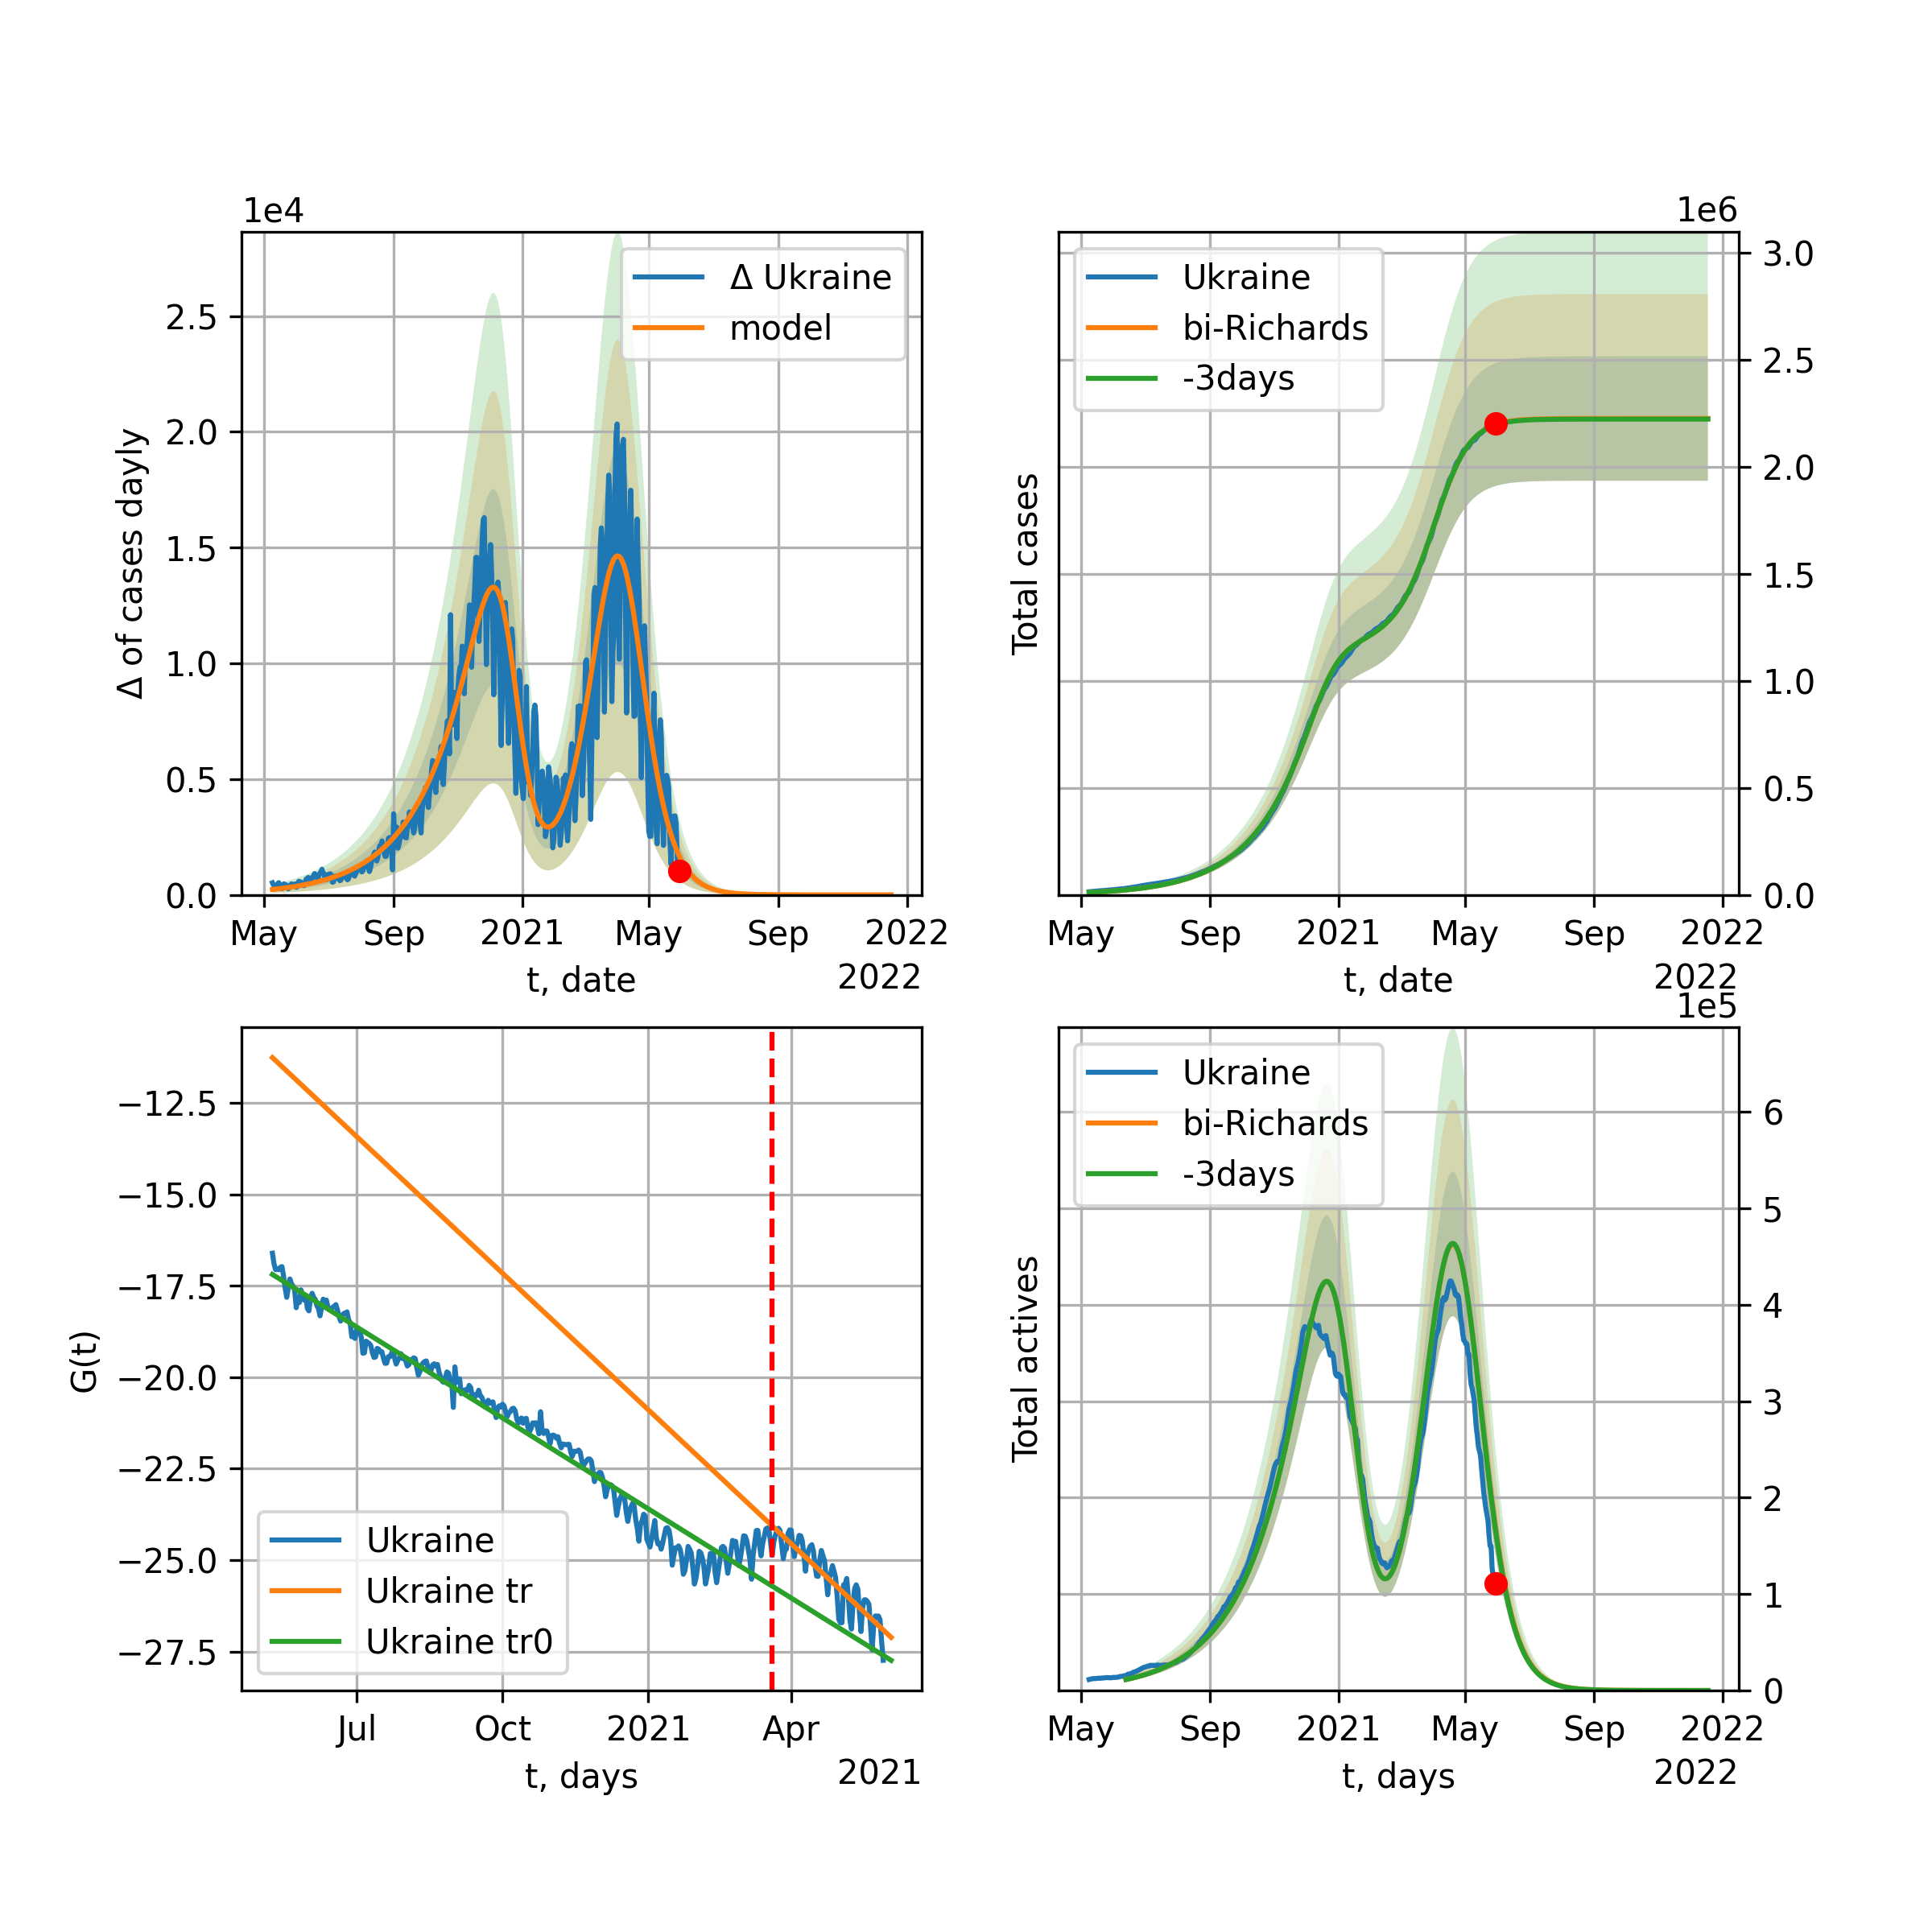 1e4
Δ of cases dayly
2.5
2.0
1.5
1.0
0.5
0.0
Δ Ukraine
model
May Sep 2021 May Sep 2022
t, date
2022
1e6
Total cases
Ukraine
bi-Richards
-3days
3.0
2.5
2.0
1.5
1.0
0.5
0.0
May Sep 2021 May Sep 2022
t, date
2022
G(t)
−12.5
−15.0
−17.5
−20.0
−22.5
−25.0
−27.5
Ukraine
Ukraine tr
Ukraine tr0
Jul Oct 2021 Apr
t, days
2021
1e5
Total actives
Ukraine
bi-Richards
-3days
6
5
4
3
2
1
0
May Sep 2021 May Sep 2022
t, days
2022